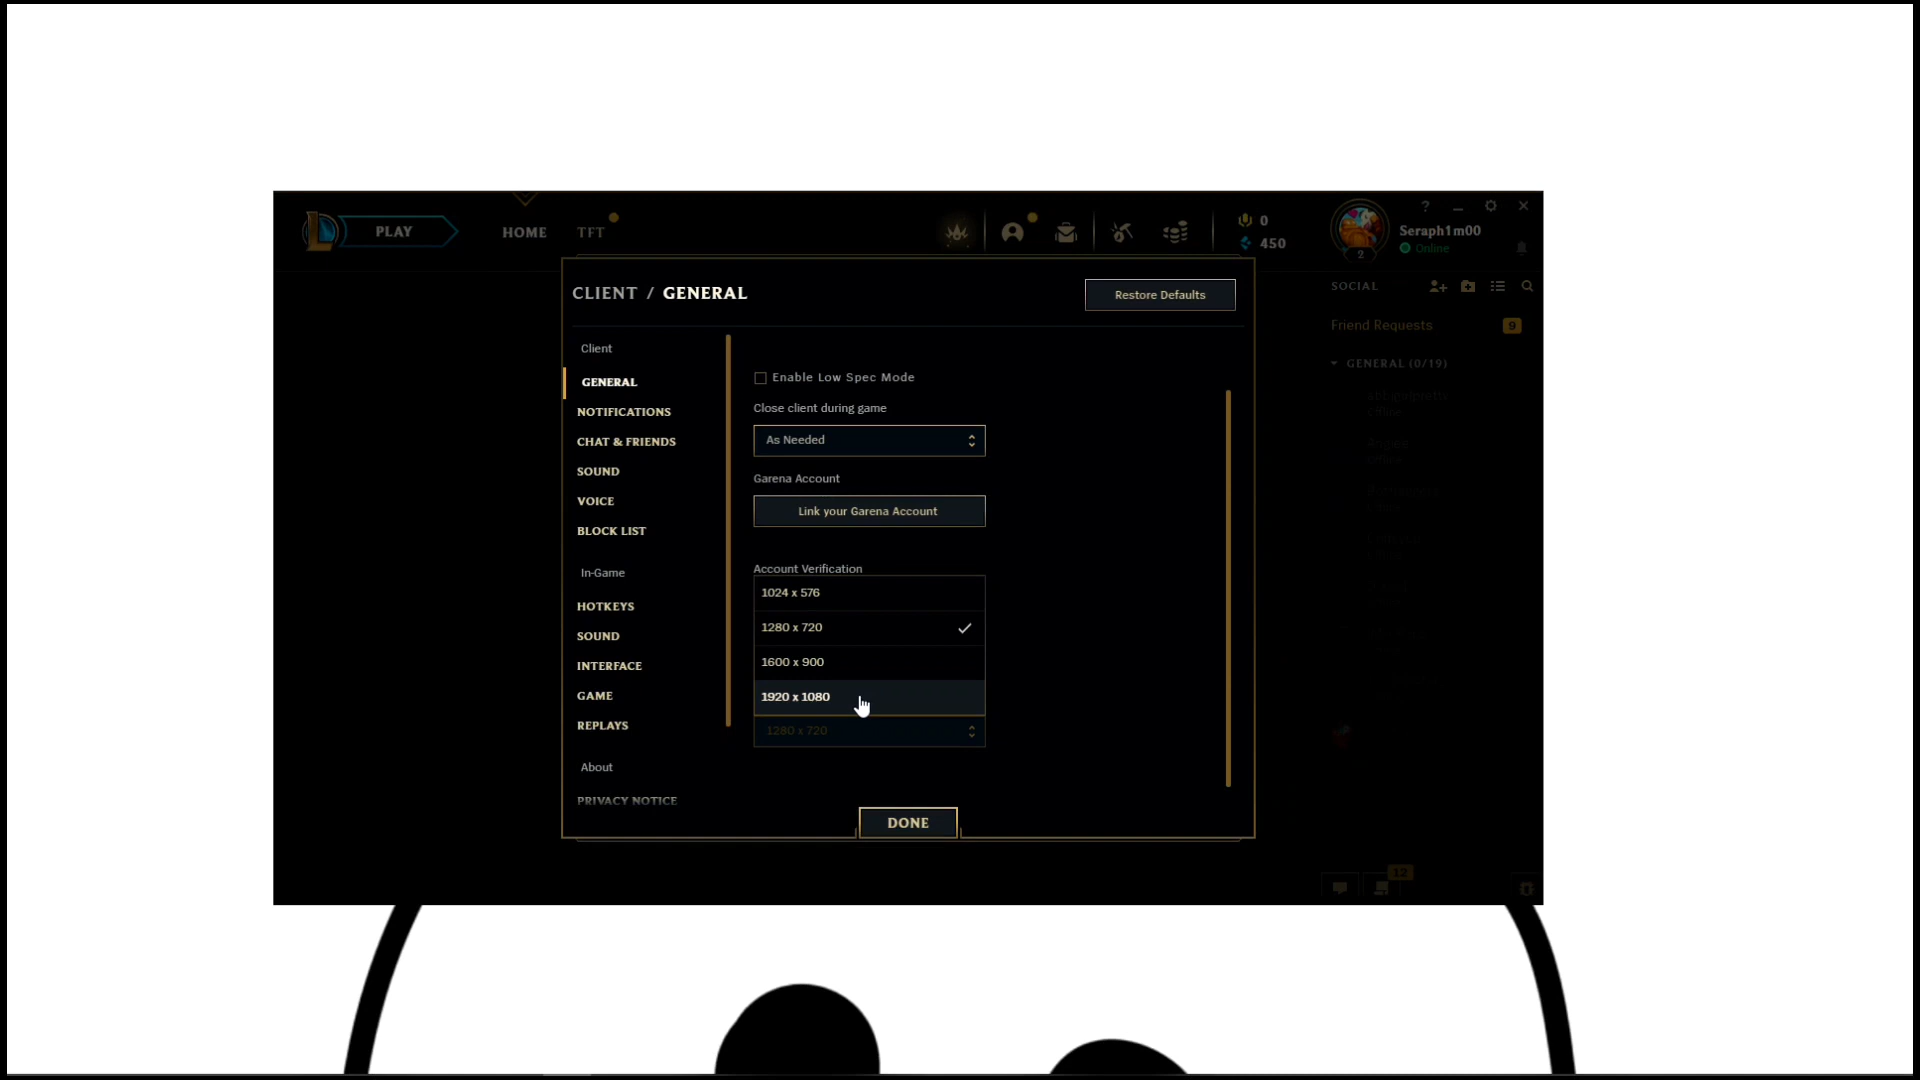 PLAY
HOME
TFT
0
450
?
Seraph1m00
Online
2
CLIENT / GENERAL
Restore Defaults
SOCIAL
Friend Requests
9
GENERAL (0/19)
Client
GENERAL
NOTIFICATIONS
CHAT & FRIENDS
SOUND
VOICE
BLOCK LIST
In-Game
HOTKEYS
SOUND
INTERFACE
GAME
REPLAYS
About
PRIVACY NOTICE
Enable Low Spec Mode
Close client during game
As Needed
Garena Account
Link your Garena Account
Account Verification
1024 x 576
1280 x 720
1600 x 900
1920 x 1080
1280 x 720
DONE
12